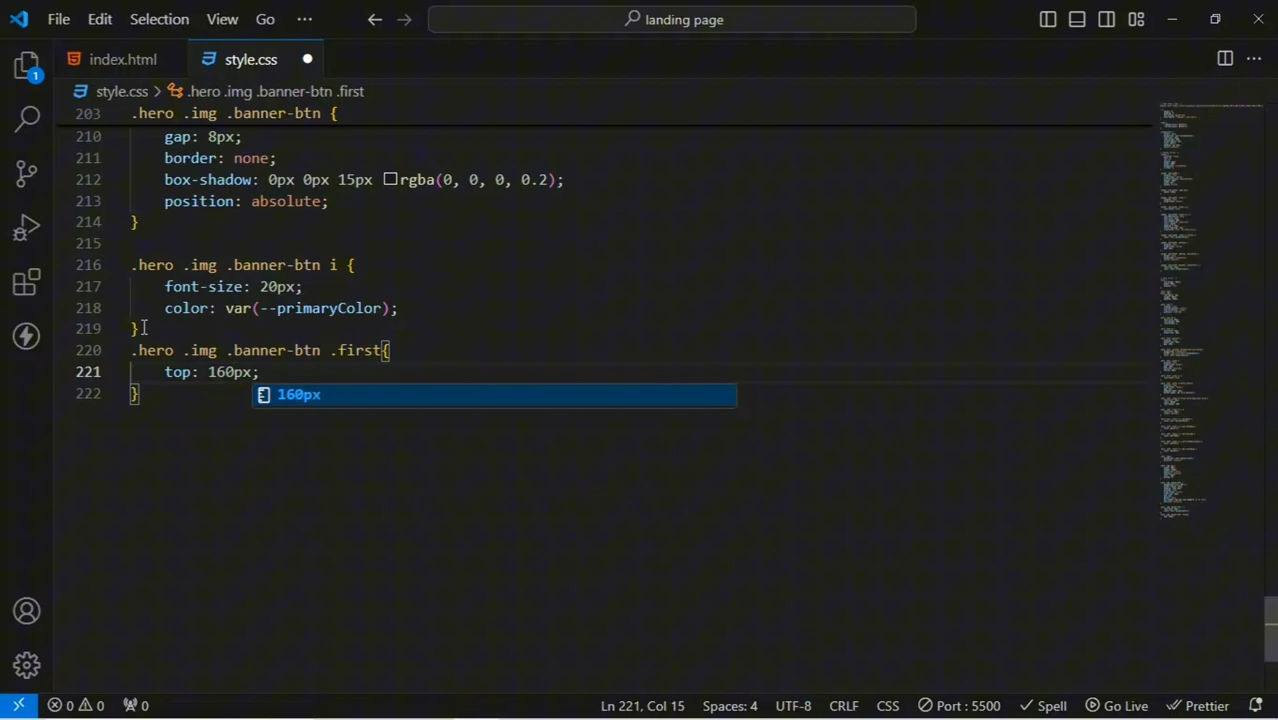 File Edit Selection View Go ··· landing page
index.html style.css
style.css > .hero .img .banner-btn .first
203 .hero .img .banner-btn {
210 gap: 8px;
211 border: none;
212 box-shadow: 0px 0px 15px rgba(0, 0, 0, 0.2);
213 position: absolute;
214 }
215
216 .hero .img .banner-btn i {
217 font-size: 20px;
218 color: var(--primaryColor);
219 }
220 .hero .img .banner-btn .first{
221 top: 160px;
160px
222 }
1
0 0 0 Ln 221, Col 15 Spaces: 4 UTF-8 CRLF CSS Port : 5500 Spell Go Live Prettier